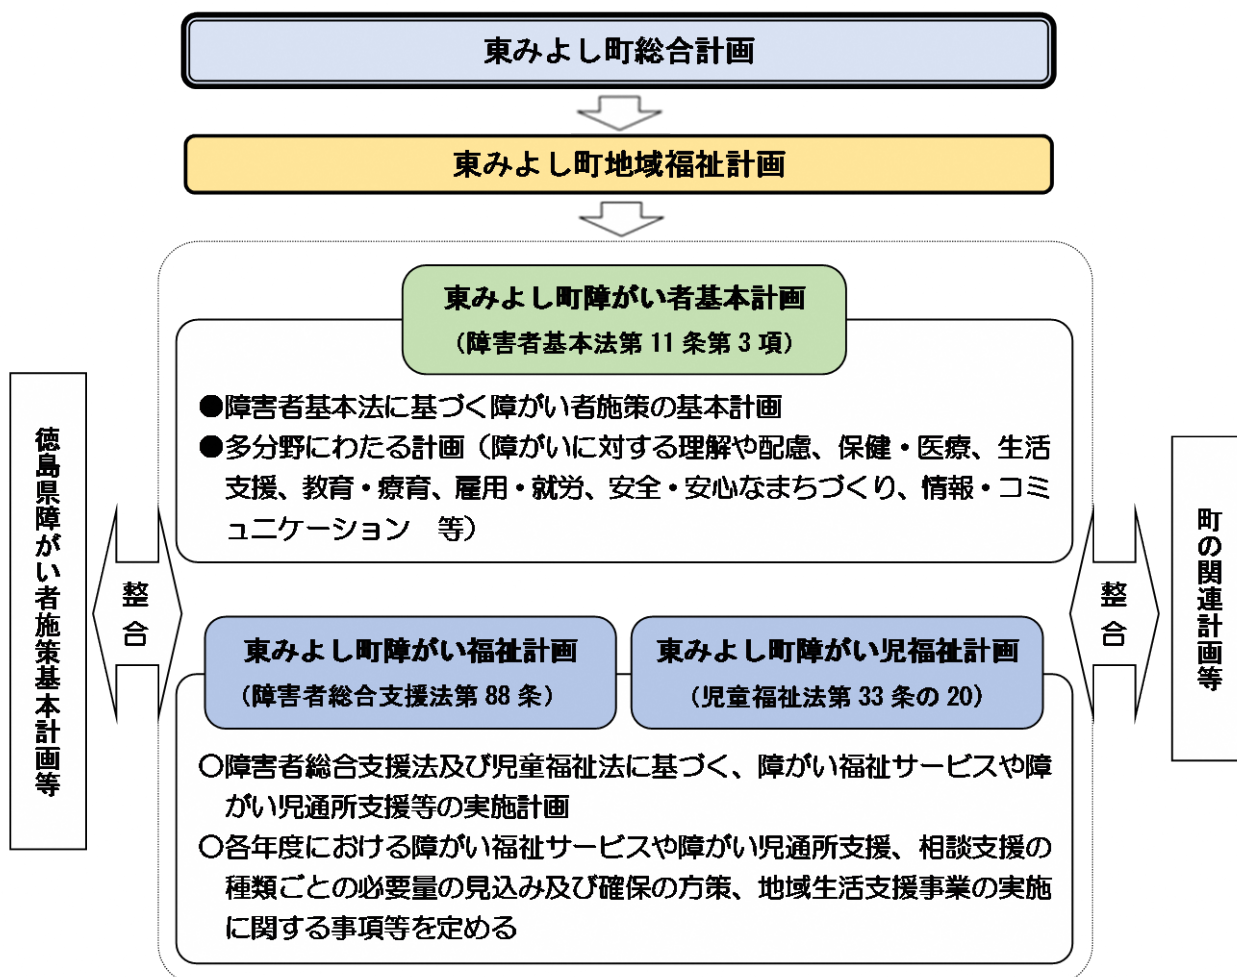 東みよし町総合計画
東みよし町地域福祉計画
東みよし町障がい者基本計画
(障害者基本法第 11 条第 3 項)
●障害者基本法に基づく障がい者施策の基本計画
●多分野にわたる計画(障がいに対する理解や配慮、保健・医療、生活
支援、教育・療育、雇用・就労、安全・安心なまちづくり、情報・コミ
ュニケーション　等)
徳島県障がい者施策基本計画等
整合
整合
町の関連計画等
東みよし町障がい福祉計画
(障害者総合支援法第 88 条)
東みよし町障がい児福祉計画
(児童福祉法第 33 条の 20)
○障害者総合支援法及び児童福祉法に基づく、障がい福祉サービスや障
がい児通所支援等の実施計画
○各年度における障がい福祉サービスや障がい児通所支援、相談支援の
種類ごとの必要量の見込み及び確保の方策、地域生活支援事業の実施
に関する事項等を定める